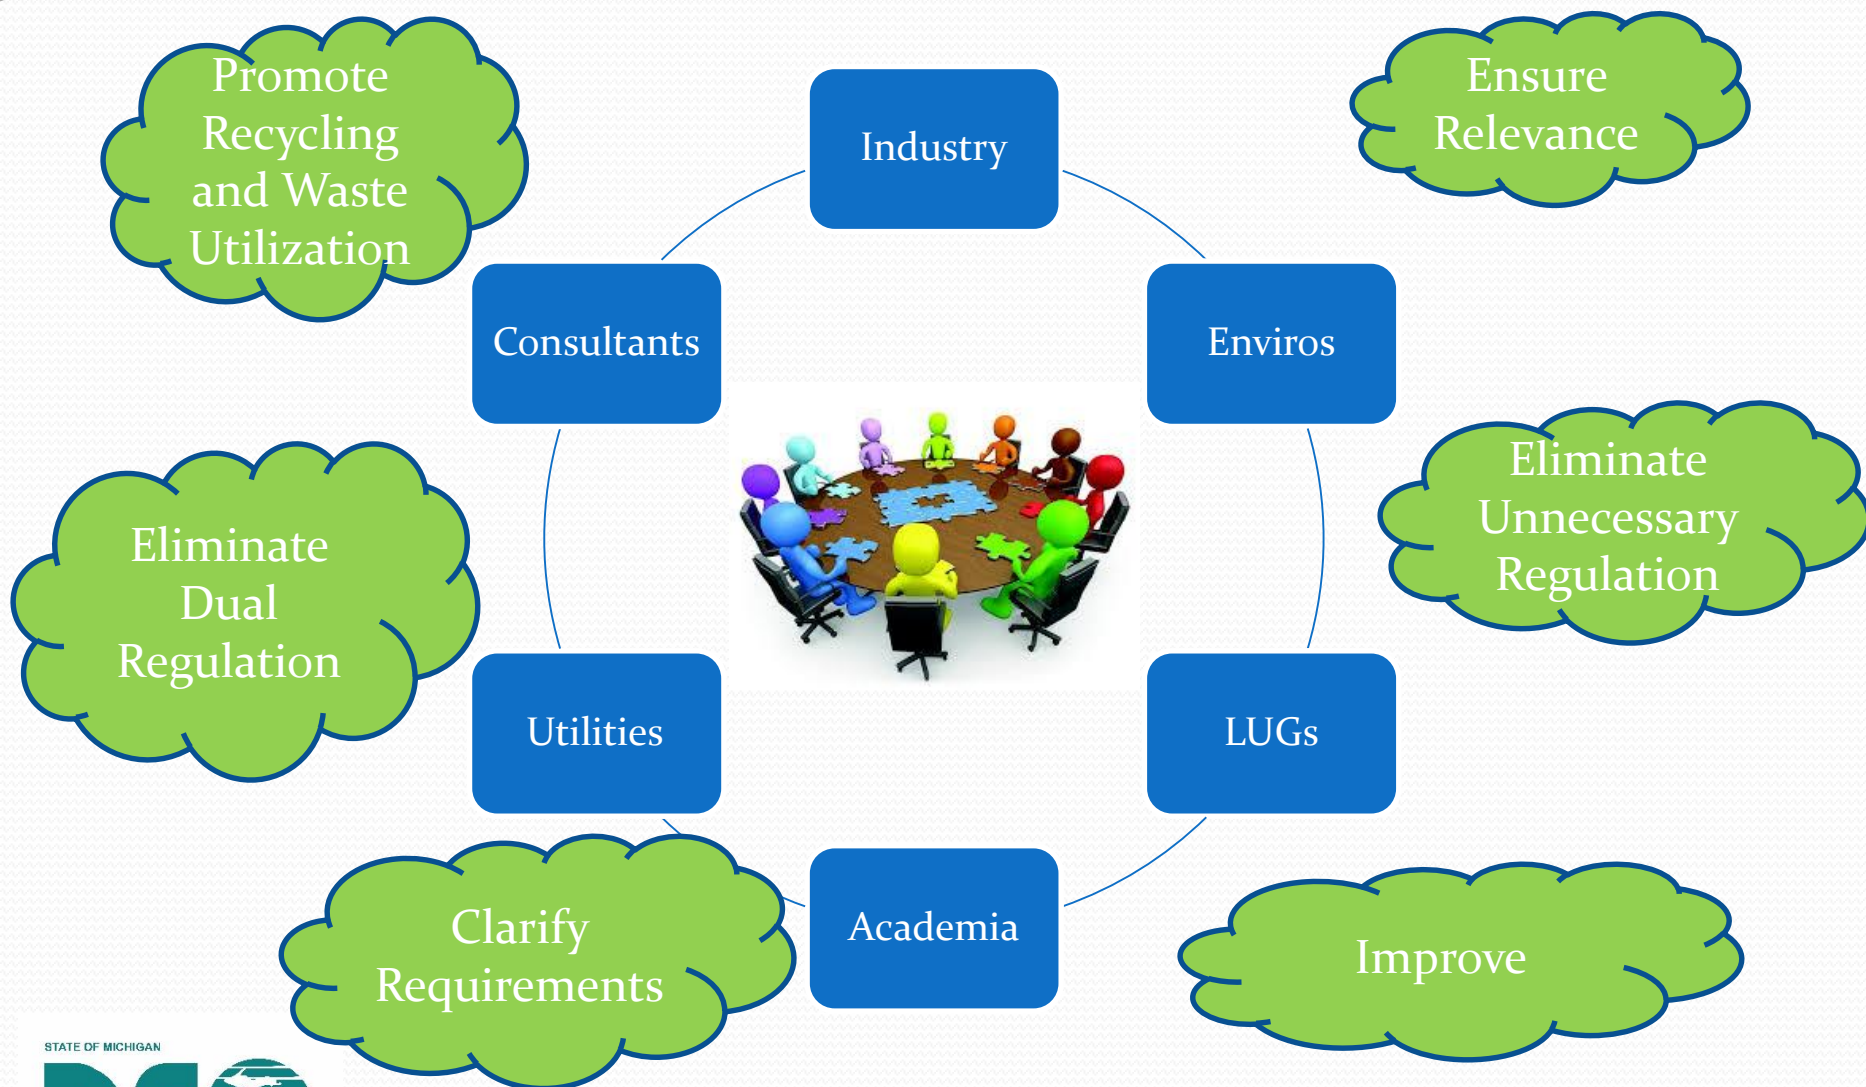 Promote
Recycling
and Waste
Utilization
Industry
Ensure
Relevance
Consultants
Enviros
Eliminate
Unnecessary
Regulation
Eliminate
Dual
Regulation
Utilities
LUGs
Clarify
Requirements
Academia
Improve
STATE OF MICHIGAN